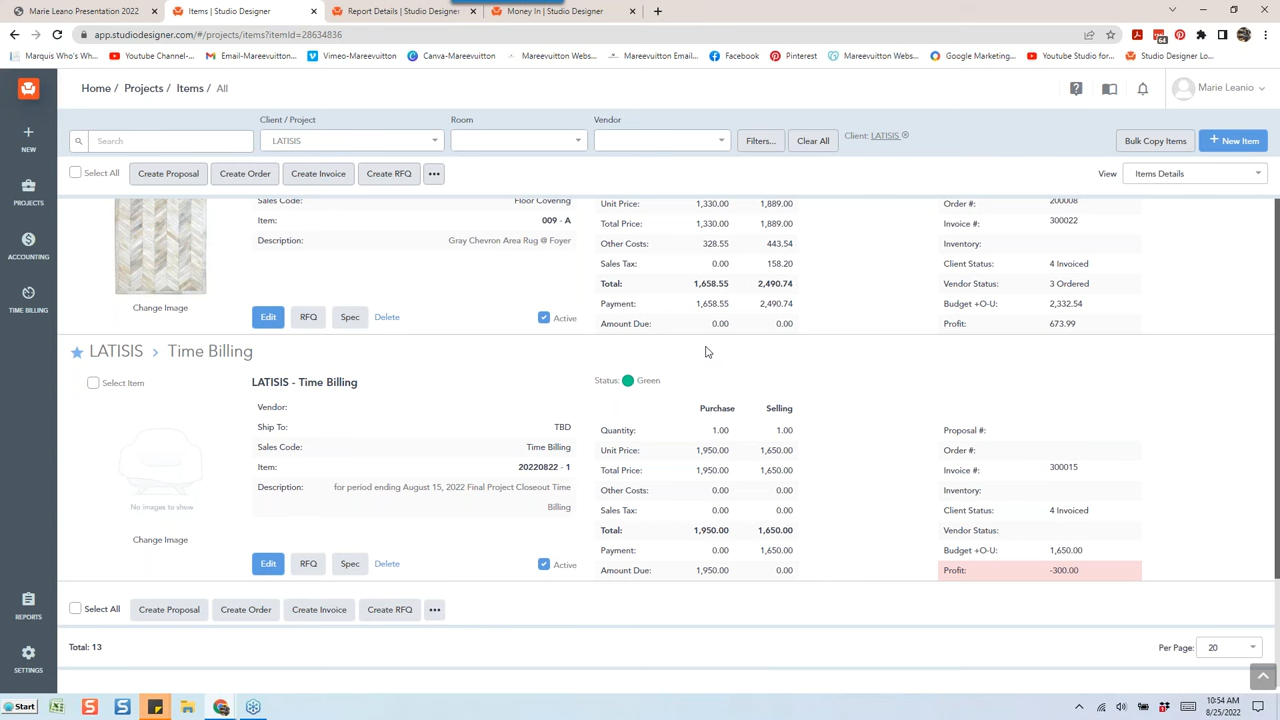 Marie Leanio Projects 2022
Items Studio Designer
Report Details | Studio Designer
Money In Studio Designer
app.studiodesigner.com/#/projects/items?itemId=28634836
Marquis Who's Who...
Youtube Channel-...
Email-Mareevuitton
Vimeo-Mareevuitton
Canva-Mareevuitton
Mareevuitton Webs...
Mareevuitton Webs...
Facebook
Pinterest
Google Marketing...
Youtube Studio for...
Studio Designer Lo...
Home / Projects / Items / All
Marie Leanio
NEW
PROJECTS
ACCOUNTING
TIME BILLING
REPORTS
SETTINGS
Client / Project
Room
Vendor
Search
LATISIS
Filters...
Clear All
Client: LATISIS
Bulk Copy Items
+ New Item
Select All
Create Proposal
Create Order
Create Invoice
Create RFQ
•••
View
Items Details
Sales Code: Floor Covering
Item: 009 - A
Description: Gray Chevron Area Rug @ Foyer
Change Image
Edit
RFQ
Spec
Delete
Active
Unit Price: 1,330.00 1,889.00
Total Price: 1,330.00 1,889.00
Other Costs: 328.55 443.54
Sales Tax: 0.00 158.20
Total: 1,658.55 2,490.74
Payment: 1,658.55 2,490.74
Amount Due: 0.00 0.00
Order #: 200008
Invoice #: 300022
Inventory:
Client Status: 4 Invoiced
Vendor Status: 3 Ordered
Budget +O-U: 2,332.54
Profit: 673.99
LATISIS > Time Billing
Select Item
No images to show
Change Image
LATISIS - Time Billing
Vendor:
Ship To: TBD
Sales Code: Time Billing
Item: 20220822 - 1
Description: for period ending August 15, 2022 Final Project Closeout Time
Billing
Edit
RFQ
Spec
Delete
Active
Status: Green
Purchase Selling
Quantity: 1.00 1.00
Unit Price: 1,950.00 1,650.00
Total Price: 1,950.00 1,650.00
Other Costs: 0.00 0.00
Sales Tax: 0.00 0.00
Total: 1,950.00 1,650.00
Payment: 0.00 1,650.00
Amount Due: 1,950.00 0.00
Proposal #:
Order #:
Invoice #: 300015
Inventory:
Client Status: 4 Invoiced
Vendor Status:
Budget +O-U: 1,650.00
Profit: -300.00
Select All
Create Proposal
Create Order
Create Invoice
Create RFQ
•••
Total: 13
Per Page: 20
Start
10:54 AM
8/25/2022